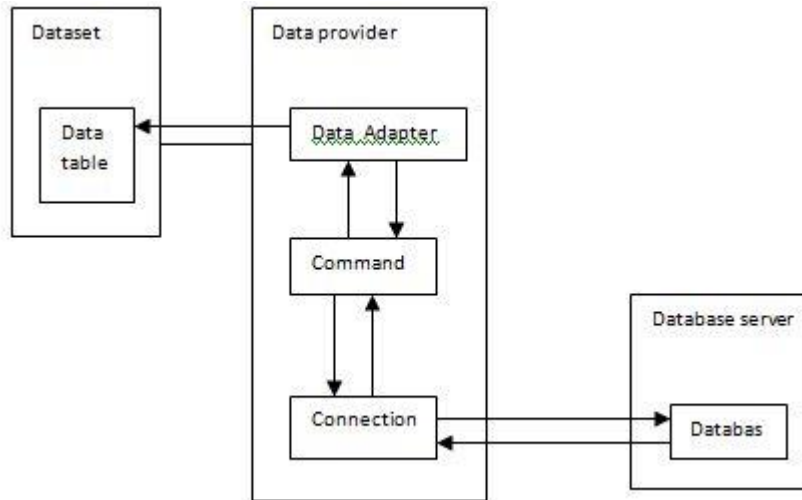 Dataset
Data provider
Data
table
Data Adapter
Command
Database server
Connection
Databas